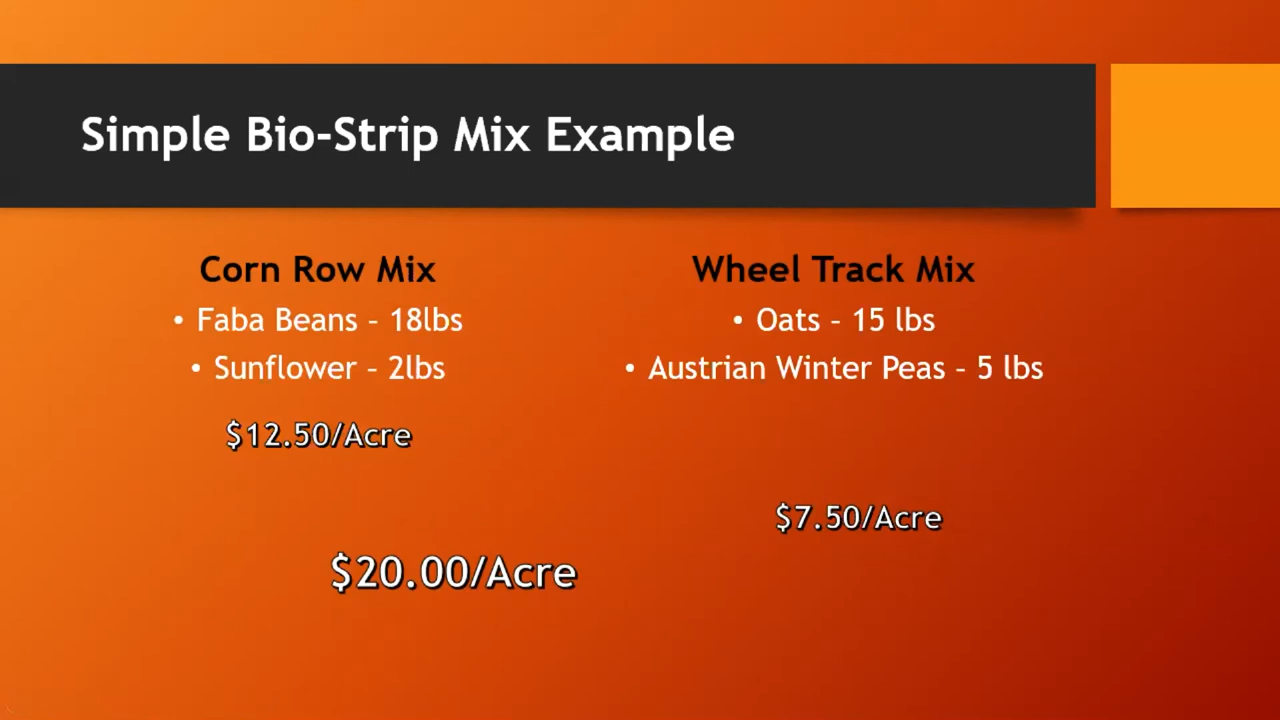 Simple Bio-Strip Mix Example
Corn Row Mix
• Faba Beans – 18lbs
• Sunflower – 2lbs
$12.50/Acre
Wheel Track Mix
• Oats – 15 lbs
• Austrian Winter Peas – 5 lbs
$7.50/Acre
$20.00/Acre